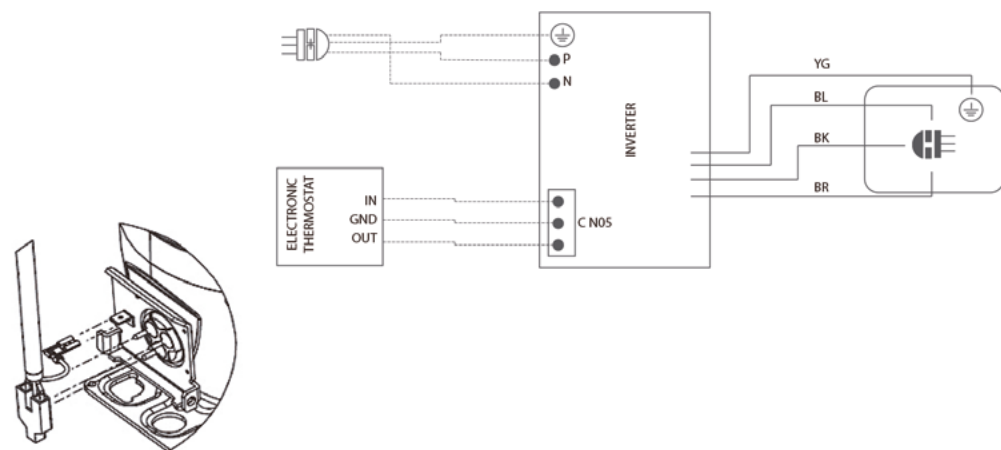 P
N
INVERTER
YG
BL
BK
BR
ELECTRONIC
THERMOSTAT
IN
GND
OUT
C N05